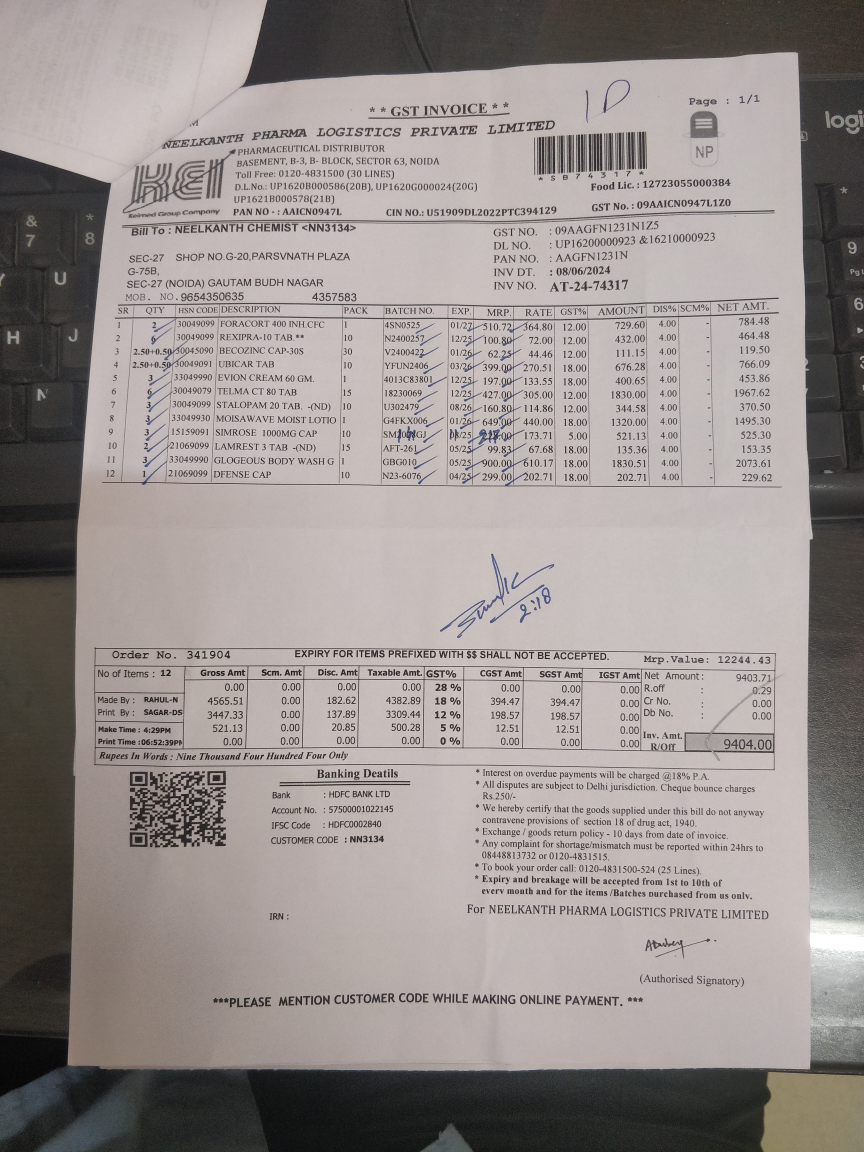 ** GST INVOICE **
1D
Page : 1/1
NEELKANTH PHARMA LOGISTICS PRIVATE LIMITED
KEI
Keimed Group Company
PHARMACEUTICAL DISTRIBUTOR
BASEMENT, B-3, B- BLOCK, SECTOR 63, NOIDA
Toll Free: 0120-4831500 (30 LINES)
D.L.No.: UP1620B000586(20B), UP1620G000024(20G)
UP1621B000578(21B)
PAN NO - : AAICN0947L CIN NO.: U51909DL2022PTC394129
NP
*SB74317*
Food Lic. : 12723055000384
GST No. : 09AAICN0947L1Z0
Bill To : NEELKANTH CHEMIST <NN3134>
SEC-27 SHOP NO.G-20,PARSVNATH PLAZA
G-75B,
SEC-27 (NOIDA) GAUTAM BUDH NAGAR
MOB. NO.9654350635 4357583
GST NO. : 09AAGFN1231N1Z5
DL NO. : UP16200000923 &16210000923
PAN NO. : AAGFN1231N
INV DT. : 08/06/2024
INV NO. AT-24-74317
SR QTY HSN CODE DESCRIPTION PACK BATCH NO. EXP. MRP. RATE GST% AMOUNT DIS% SCM% NET AMT.
1 2 30049099 FORACORT 400 INH.CFC 1 4SN0525 01/27 510.72 364.80 12.00 729.60 4.00 - 784.48
2 6 30049099 REXIPRA-10 TAB.** 10 N2400257 12/25 100.80 72.00 12.00 432.00 4.00 - 464.48
3 2.50+0.50 30045090 BECOZINC CAP-30S 30 V2400422 01/26 62.25 44.46 12.00 111.15 4.00 - 119.50
4 2.50+0.50 30049091 UBICAR TAB 10 YFUN2406 03/26 399.00 270.51 18.00 676.28 4.00 - 766.09
5 3 33049990 EVION CREAM 60 GM. 1 4013C83801 12/25 197.00 133.55 18.00 400.65 4.00 - 453.86
6 6 30049079 TELMA CT 80 TAB 15 18230069 12/25 427.00 305.00 12.00 1830.00 4.00 - 1967.62
7 3 30049099 STALOPAM 20 TAB. -(ND) 10 U302479 08/26 160.80 114.86 12.00 344.58 4.00 - 370.50
8 3 33049930 MOISAWAVE MOIST LOTIO 1 G4FKX006 01/26 649.00 440.00 18.00 1320.00 4.00 - 1495.30
9 3 15159091 SIMROSE 1000MG CAP 10 08/25 173.71 5.00 521.13 4.00 - 525.30
10 2 21069099 LAMREST 3 TAB -(ND) 15 AFT-261 05/25 99.83 67.68 18.00 135.36 4.00 - 153.35
11 3 33049990 GLOGEOUS BODY WASH G 1 GBG010 05/25 900.00 610.17 18.00 1830.51 4.00 - 2073.61
12 1 21069099 DFENSE CAP 10 N23-6076 04/25 299.00 202.71 18.00 202.71 4.00 - 229.62
2:18
Order No. 341904 EXPIRY FOR ITEMS PREFIXED WITH $$ SHALL NOT BE ACCEPTED. Mrp.Value: 12244.43
No of Items : 12 Gross Amt Scm. Amt Disc. Amt Taxable Amt. GST% CGST Amt SGST Amt IGST Amt Net Amount: 9403.71
0.00 0.00 0.00 0.00 28 % 0.00 0.00 0.00 R.off : 0.29
Made By : RAHUL-N 4565.51 0.00 182.62 4382.89 18 % 394.47 394.47 0.00 Cr No. : 0.00
Print By : SAGAR-DS 3447.33 0.00 137.89 3309.44 12 % 198.57 198.57 0.00 Db No. : 0.00
Make Time : 4:29PM 521.13 0.00 20.85 500.28 5 % 12.51 12.51 0.00
Print Time :06:52:39PM 0.00 0.00 0.00 0.00 0 % 0.00 0.00 0.00 Inv. Amt. R/Off 9404.00
Rupees In Words : Nine Thousand Four Hundred Four Only
Banking Deatils
Bank : HDFC BANK LTD
Account No. : 57500001022145
IFSC Code : HDFC0002840
CUSTOMER CODE : NN3134
* Interest on overdue payments will be charged @18% P.A.
* All disputes are subject to Delhi jurisdiction. Cheque bounce charges
Rs.250/-
* We hereby certify that the goods supplied under this bill do not anyway
contravene provisions of section 18 of drug act, 1940.
* Exchange / goods return policy - 10 days from date of invoice.
* Any complaint for shortage/mismatch must be reported within 24hrs to
08448813732 or 0120-4831515.
* To book your order call: 0120-4831500-524 (25 Lines).
* Expiry and breakage will be accepted from 1st to 10th of
every month and for the items /Batches purchased from us only.
IRN :
For NEELKANTH PHARMA LOGISTICS PRIVATE LIMITED
(Authorised Signatory)
***PLEASE MENTION CUSTOMER CODE WHILE MAKING ONLINE PAYMENT. ***
logi